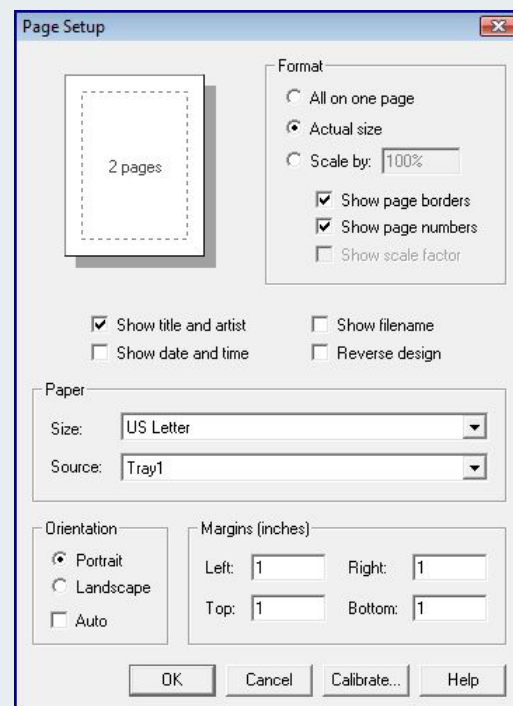 Page Setup
2 pages
Format
All on one page
Actual size
Scale by: 100%
Show page borders
Show page numbers
Show scale factor
Show title and artist
Show filename
Show date and time
Reverse design
Paper
Size: US Letter
Source: Tray1
Orientation
Portrait
Landscape
Auto
Margins (inches)
Left: 1 Right: 1
Top: 1 Bottom: 1
OK Cancel Calibrate... Help